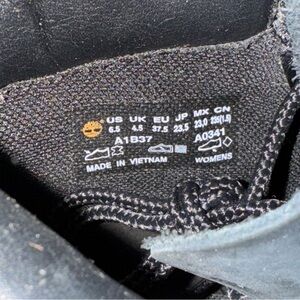 US UK EU JP MX CN
6.5 4.5 37.5 23.5 23.0 235(1.5)
A1B37 A0341
MADE IN VIETNAM WOMENS